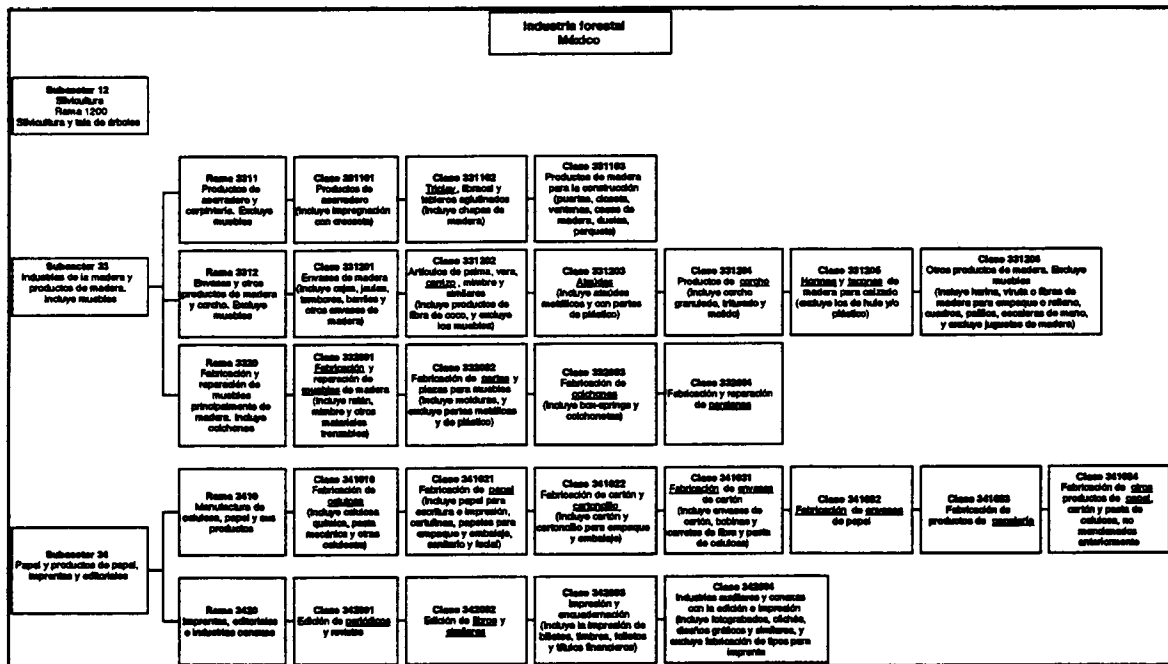 Industria forestal
México
Subsector 12
Silvicultura
Rama 1200
Silvicultura y tala de árboles
Rama 3311
Productos de
aserradero y
carpintería. Excluye
muebles
Clase 331101
Productos de
aserradero
(Incluye impregnación
con creosota)
Clase 331102
Triplay, fibracel y
tableros aglutinados
(Incluye chapas de
madera)
Clase 331103
Productos de madera
para la construcción
(puertas, closets,
ventanas, casas de
madera, duelas,
parquets)
Subsector 33
Industrias de la madera y
productos de madera.
Incluye muebles
Rama 3312
Envases y otros
productos de madera
y corcho. Excluye
muebles
Clase 331201
Envases de madera
(Incluye cajas, jaulas,
tambores, barriles y
otros envases de
madera)
Clase 331202
Artículos de palma, vara,
carrizo, mimbre y
similares
(Incluye productos de
fibra de coco, y excluye
los muebles)
Clase 331203
Ataúdes
(Incluye ataúdes
metálicos y con partes
de plástico)
Clase 331204
Productos de corcho
(Incluye corcho
granulado, triturado y
molido)
Clase 331205
Hormas y tacones de
madera para calzado
(excluye los de hule y/o
plástico)
Clase 331206
Otros productos de madera. Excluye
muebles
(Incluye harina, viruta o fibras de
madera para empaque o relleno,
cuadros, palillos, escaleras de mano,
y excluye juguetes de madera)
Rama 3320
Fabricación y
reparación de
muebles
principalmente de
madera. Incluye
colchones
Clase 332001
Fabricación y
reparación de
muebles de madera
(Incluye ratán,
mimbre y otros
materiales
trenzables)
Clase 332002
Fabricación de partes y
piezas para muebles
(Incluye molduras, y
excluye partes metálicas
y de plástico)
Clase 332003
Fabricación de
colchones
(Incluye box-springs y
colchonetas)
Clase 332004
Fabricación y reparación
de persianas
Subsector 34
Papel y productos de papel,
imprentas y editoriales
Rama 3410
Manufactura de
celulosa, papel y sus
productos
Clase 341010
Fabricación de
celulosa
(Incluye celulosa
química, pasta
mecánica y otras
celulosas)
Clase 341021
Fabricación de papel
(Incluye papel para
escritura e impresión,
cartulinas, papeles para
empaque y embalaje,
sanitario y facial)
Clase 341022
Fabricación de cartón y
cartoncillo
(Incluye cartón y
cartoncillo para empaque
y embalaje)
Clase 341031
Fabricación de envases
de cartón
(Incluye envases de
cartón, bobinas y
carretes de fibra y pasta
de celulosa)
Clase 341032
Fabricación de envases
de papel
Clase 341033
Fabricación de
productos de papelería
Clase 341034
Fabricación de otros
productos de papel,
cartón y pasta de
celulosa, no
mencionados
anteriormente
Rama 3420
Imprentas, editoriales
e industrias conexas
Clase 342001
Edición de periódicos
y revistas
Clase 342002
Edición de libros y
similares
Clase 342003
Impresión y
encuadernación
(Incluye la impresión de
billetes, timbres, folletos
y títulos financieros)
Clase 342004
Industrias auxiliares y conexas
con la edición e impresión
(Incluye fotograbados, clichés,
diseños gráficos y similares, y
excluye fabricación de tipos para
imprenta